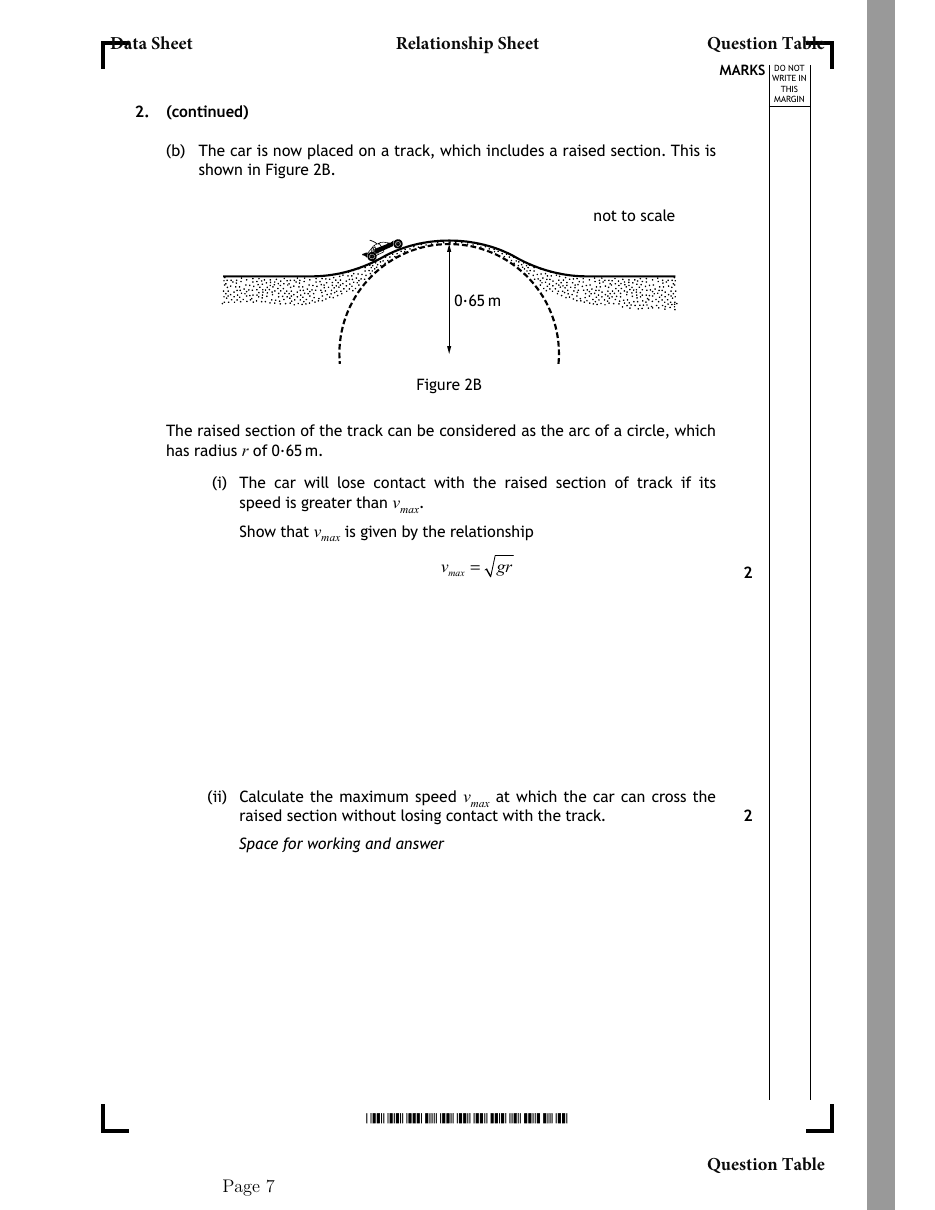 Data Sheet Relationship Sheet Question Table
MARKS
DO NOT
WRITE IN
THIS
MARGIN
2. (continued)
(b) The car is now placed on a track, which includes a raised section. This is
shown in Figure 2B.
not to scale
0·65 m
Figure 2B
The raised section of the track can be considered as the arc of a circle, which
has radius r of 0·65 m.
(i) The car will lose contact with the raised section of track if its
speed is greater than v_max.
Show that v_max is given by the relationship
v_max = √gr
2
(ii) Calculate the maximum speed v_max at which the car can cross the
raised section without losing contact with the track. 2
Space for working and answer
Question Table
Page 7